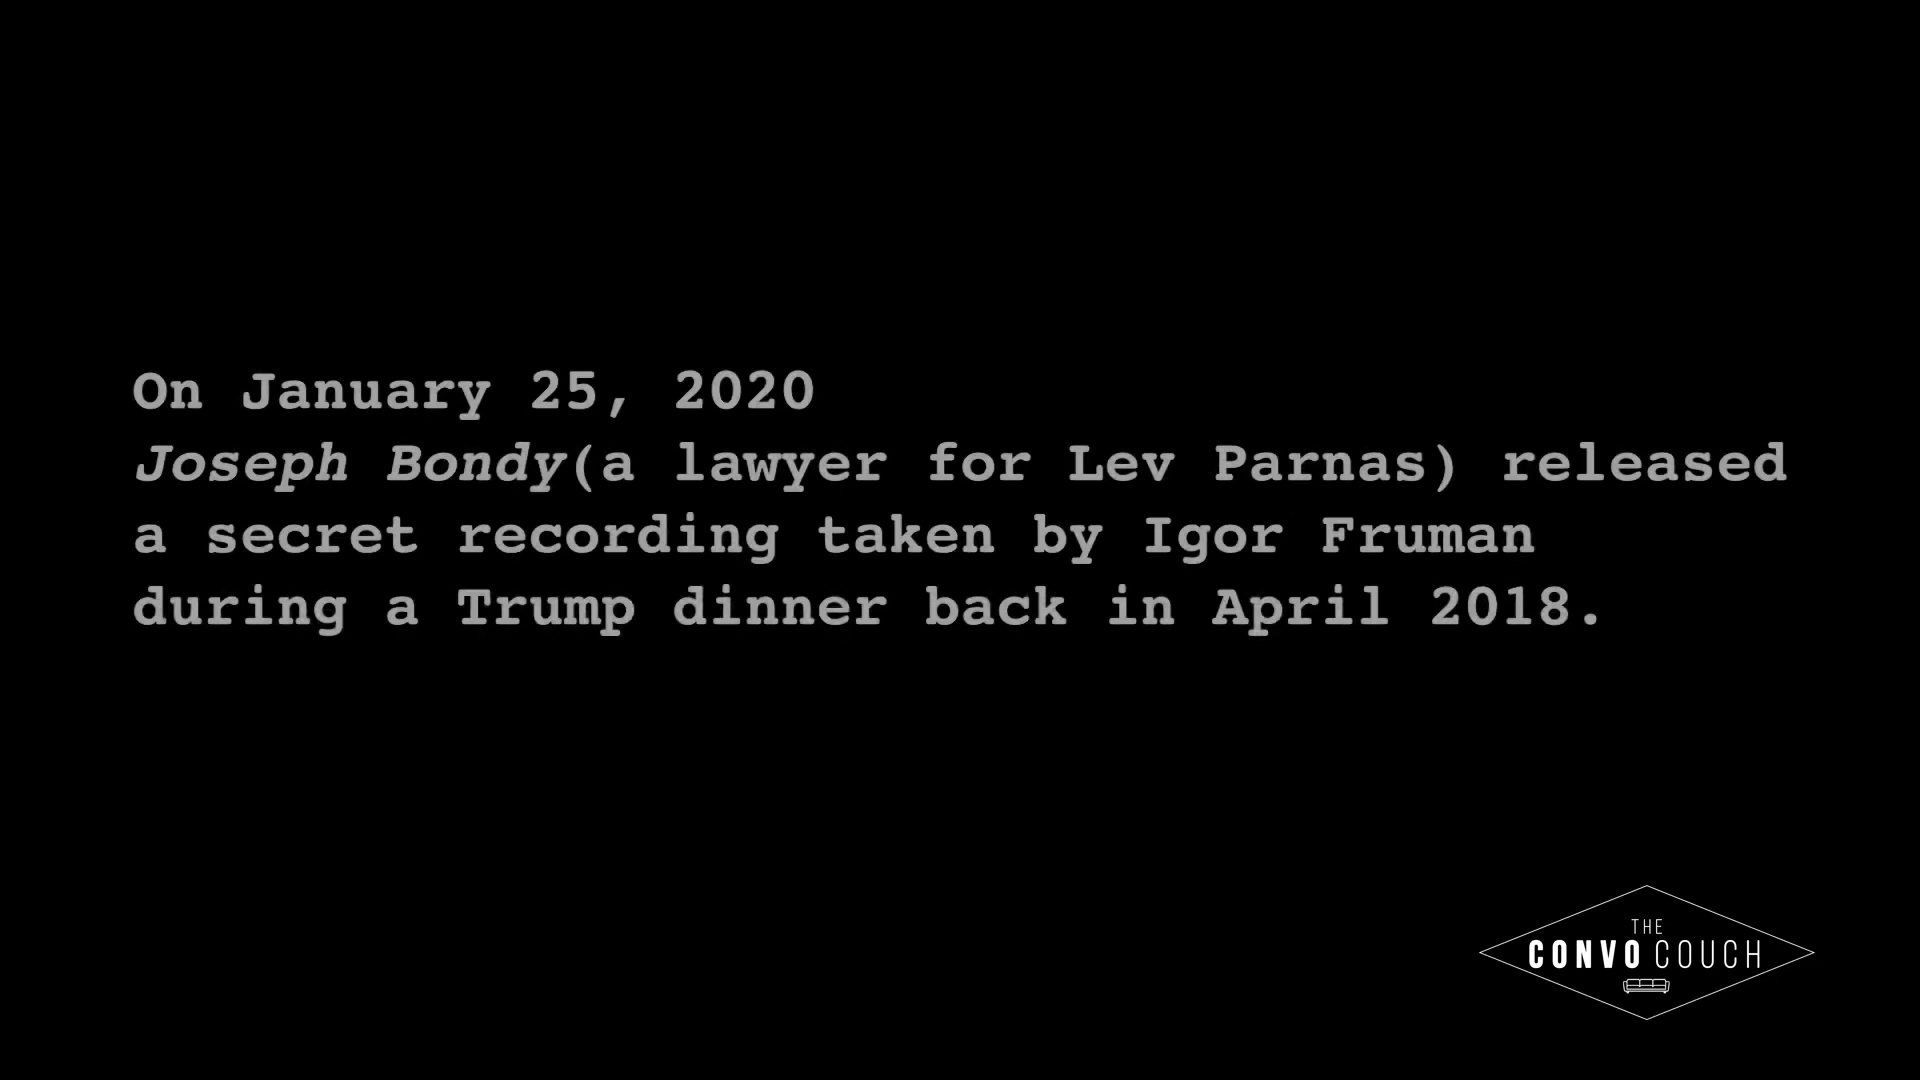 On January 25, 2020
Joseph Bondy(a lawyer for Lev Parnas) released
a secret recording taken by Igor Fruman
during a Trump dinner back in April 2018.
THE
CONVO COUCH